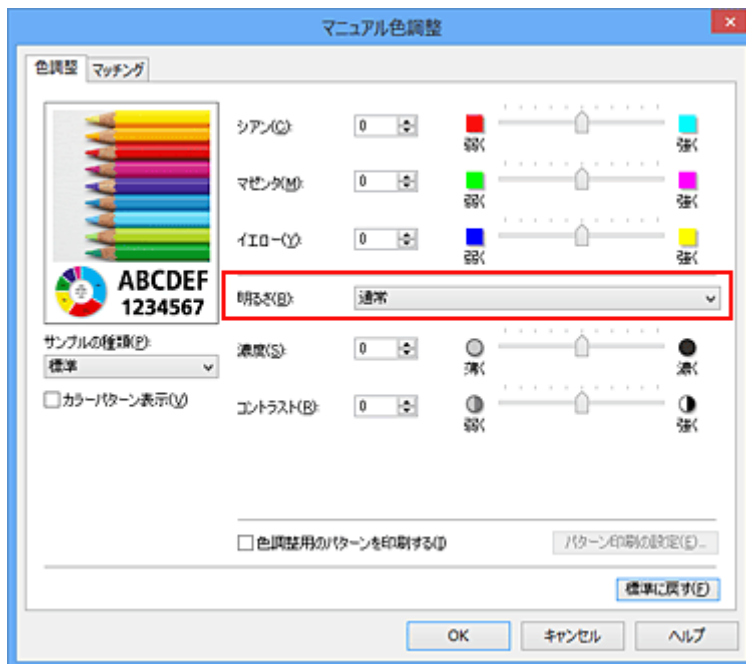 マニュアル色調整
色調整 マッチング
シアン(C): 0 弱く 強く
マゼンタ(M): 0 弱く 強く
イエロー(Y): 0 弱く 強く
ABCDEF
1234567
明るさ(B): 通常
サンプルの種類(P):
標準
濃度(S): 0 薄く 濃く
カラーパターン表示(V)
コントラスト(R): 0 弱く 強く
色調整用のパターンを印刷する(I) パターン印刷の設定(E)...
標準に戻す(F)
OK キャンセル ヘルプ